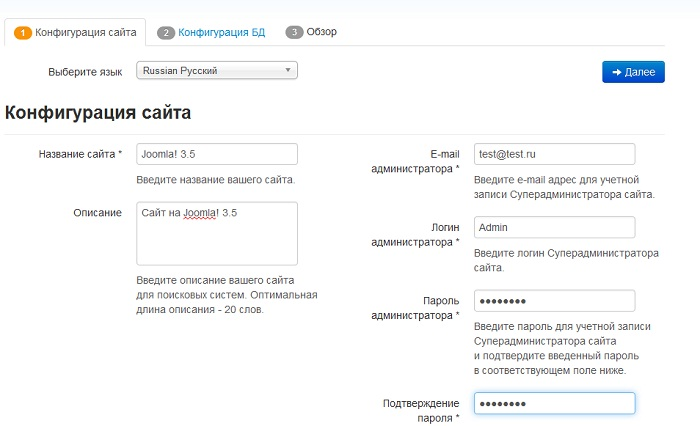 1 Конфигурация сайта 2 Конфигурация БД 3 Обзор
Выберите язык Russian Русский Далее
Конфигурация сайта
Название сайта * Joomla! 3.5
Введите название вашего сайта.
Описание Сайт на Joomla! 3.5
Введите описание вашего сайта
для поисковых систем. Оптимальная
длина описания - 20 слов.
E-mail
администратора *
test@test.ru
Введите e-mail адрес для учетной
записи Суперадминистратора сайта.
Логин
администратора *
Admin
Введите логин Суперадминистратора
сайта.
Пароль
администратора *
••••••••
Введите пароль для учетной записи
Суперадминистратора сайта
и подтвердите введенный пароль
в соответствующем поле ниже.
Подтверждение
пароля *
••••••••